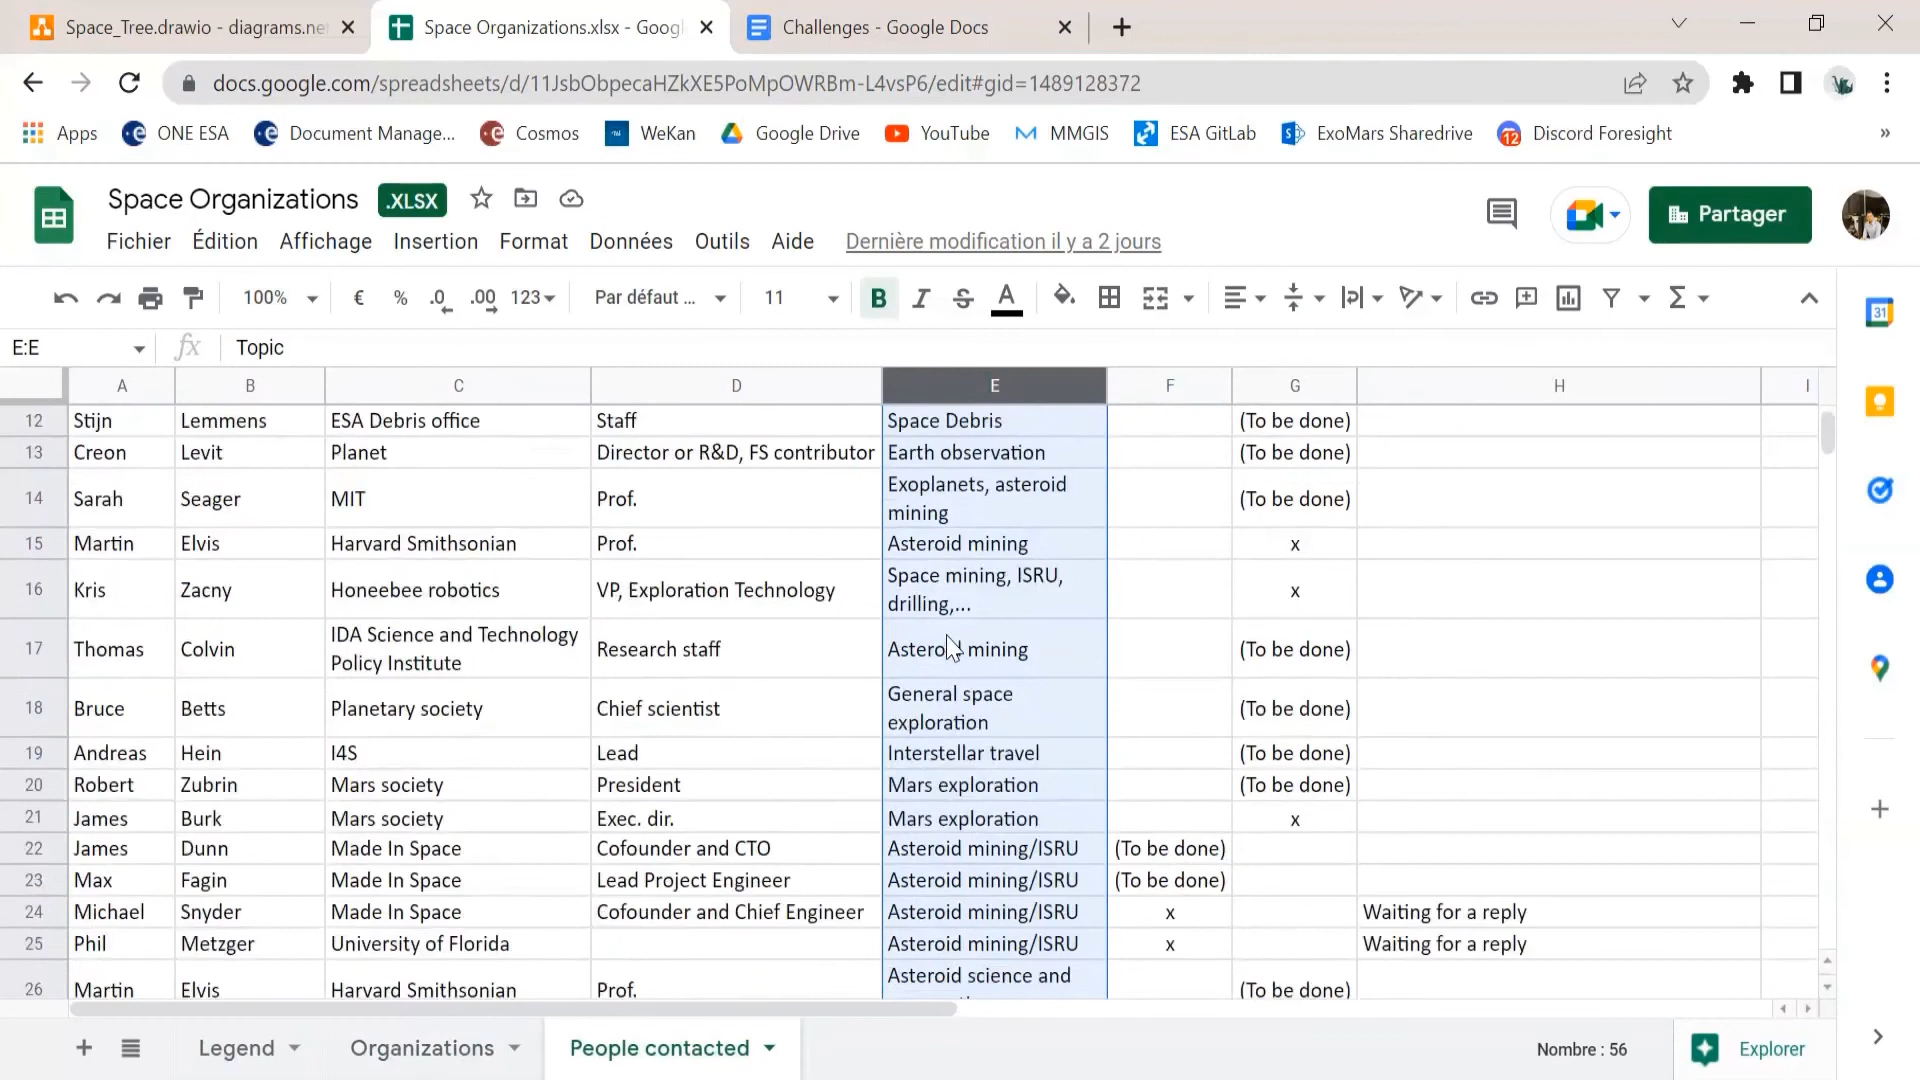 Space_Tree.drawio - diagrams.ne
Space Organizations.xlsx - Goog
Challenges - Google Docs
docs.google.com/spreadsheets/d/11JsbObpecaHZkXE5PoMpOWRBm-L4vsP6/edit#gid=1489128372
Apps ONE ESA Document Manage... Cosmos WeKan Google Drive YouTube MMGIS ESA GitLab ExoMars Sharedrive 12 Discord Foresight »
Space Organizations .XLSX
Partager
Fichier Édition Affichage Insertion Format Données Outils Aide Dernière modification il y a 2 jours
100% € % .0 .00 123 Par défaut ... 11 B I S A Σ
31
E:E fx Topic
A B C D E F G H I
12 Stijn Lemmens ESA Debris office Staff Space Debris (To be done)
13 Creon Levit Planet Director or R&D, FS contributor Earth observation (To be done)
14 Sarah Seager MIT Prof. Exoplanets, asteroid (To be done)
mining
15 Martin Elvis Harvard Smithsonian Prof. Asteroid mining x
16 Kris Zacny Honeebee robotics VP, Exploration Technology Space mining, ISRU, x
drilling,...
17 Thomas Colvin IDA Science and Technology Research staff Asteroid mining (To be done)
Policy Institute
18 Bruce Betts Planetary society Chief scientist General space (To be done)
exploration
19 Andreas Hein I4S Lead Interstellar travel (To be done)
20 Robert Zubrin Mars society President Mars exploration (To be done)
21 James Burk Mars society Exec. dir. Mars exploration x
22 James Dunn Made In Space Cofounder and CTO Asteroid mining/ISRU (To be done)
23 Max Fagin Made In Space Lead Project Engineer Asteroid mining/ISRU (To be done)
24 Michael Snyder Made In Space Cofounder and Chief Engineer Asteroid mining/ISRU x Waiting for a reply
25 Phil Metzger University of Florida Asteroid mining/ISRU x Waiting for a reply
26 Martin Elvis Harvard Smithsonian Prof. Asteroid science and (To be done)
Legend Organizations People contacted Nombre : 56 Explorer